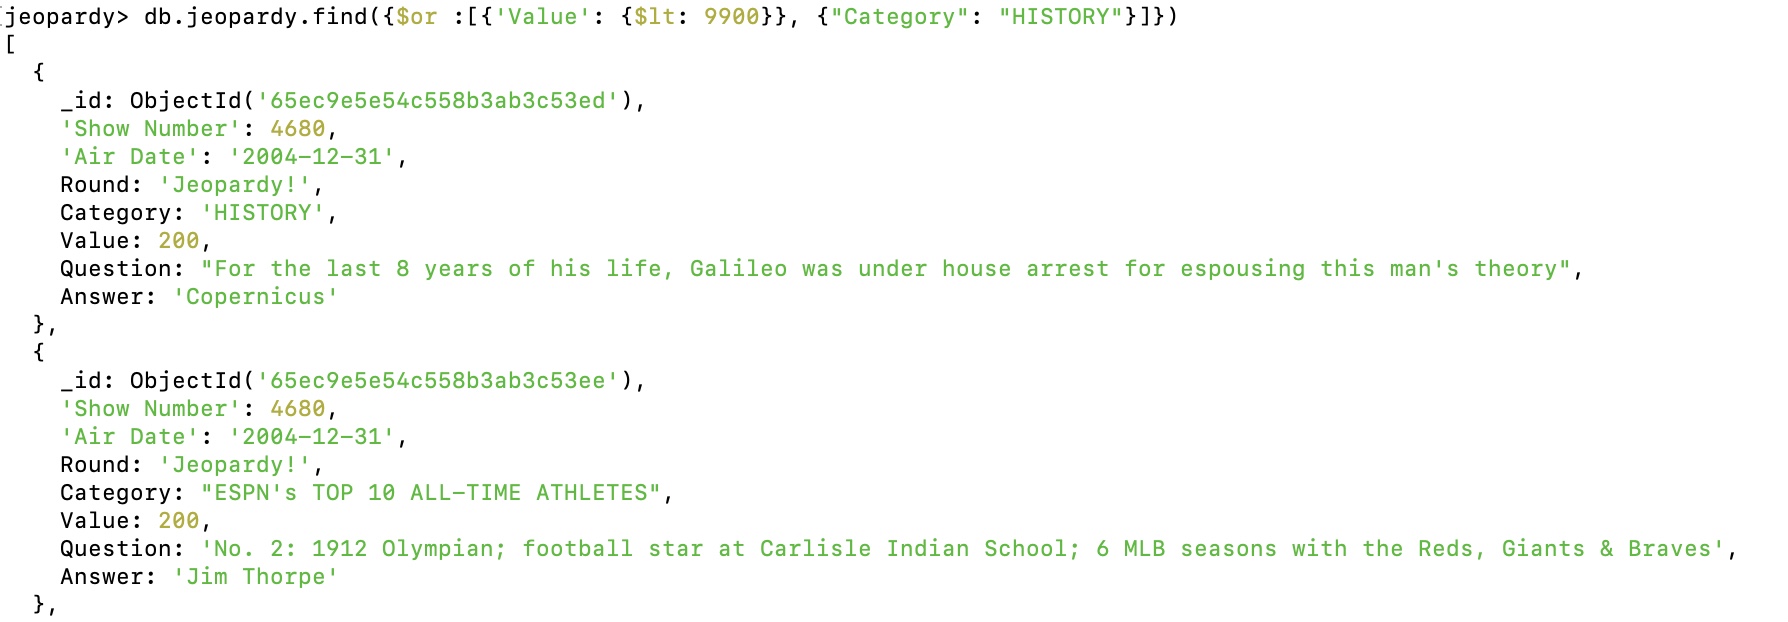 jeopardy> db.jeopardy.find({$or :[{'Value': {$lt: 9900}}, {"Category": "HISTORY"}]})
[
  {
    _id: ObjectId('65ec9e5e54c558b3ab3c53ed'),
    'Show Number': 4680,
    'Air Date': '2004-12-31',
    Round: 'Jeopardy!',
    Category: 'HISTORY',
    Value: 200,
    Question: "For the last 8 years of his life, Galileo was under house arrest for espousing this man's theory",
    Answer: 'Copernicus'
  },
  {
    _id: ObjectId('65ec9e5e54c558b3ab3c53ee'),
    'Show Number': 4680,
    'Air Date': '2004-12-31',
    Round: 'Jeopardy!',
    Category: "ESPN's TOP 10 ALL-TIME ATHLETES",
    Value: 200,
    Question: 'No. 2: 1912 Olympian; football star at Carlisle Indian School; 6 MLB seasons with the Reds, Giants & Braves',
    Answer: 'Jim Thorpe'
  },